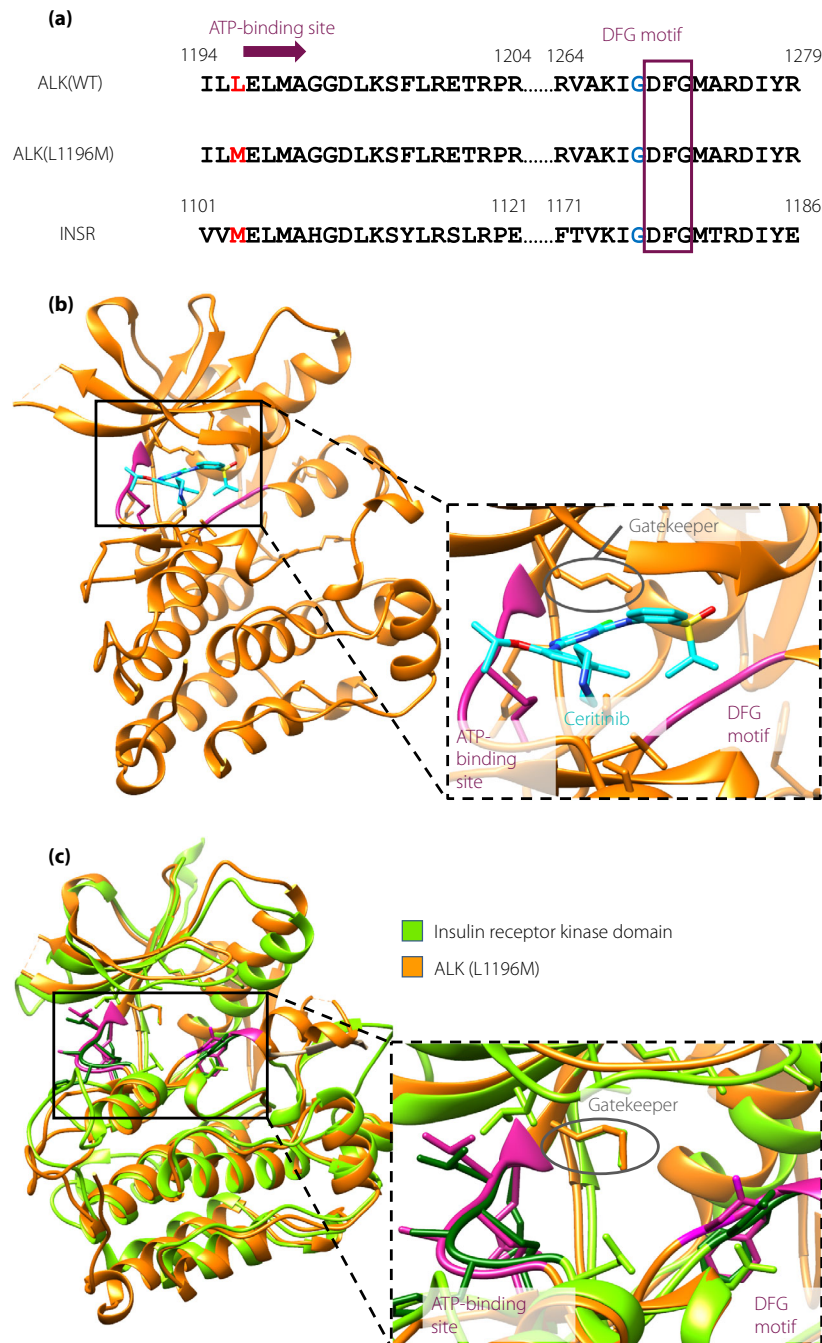 (a)
ATP-binding site
DFG motif
1194 1204 1264 1279
ALK(WT) ILLELMAGGDLKSFLRETRPR......RVAKIGDFGMARDIYR
ALK(L1196M) ILMELMAGGDLKSFLRETRPR......RVAKIGDFGMARDIYR
1101 1121 1171 1186
INSR VVMELMAHGDLKSYLRSLRPE......FTVKIGDFGMTRDIYE
(b)
Gatekeeper
Ceritinib
ATP-
binding
site
DFG
motif
(c)
Insulin receptor kinase domain
ALK (L1196M)
Gatekeeper
ATP-binding
site
DFG
motif